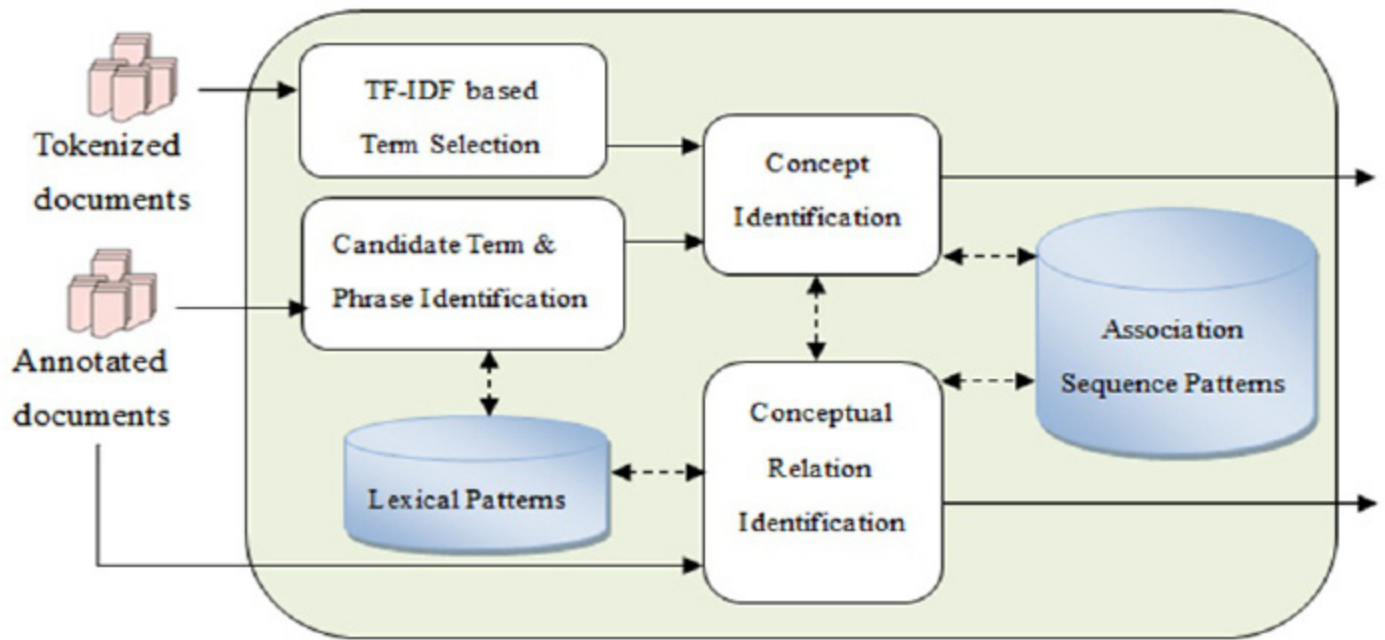 Tokenized
documents
TF-IDF based
Term Selection
Concept
Identification
Candidate Term &
Phrase Identification
Annotated
documents
Association
Sequence Patterns
Lexical Patterns
Conceptual
Relation
Identification